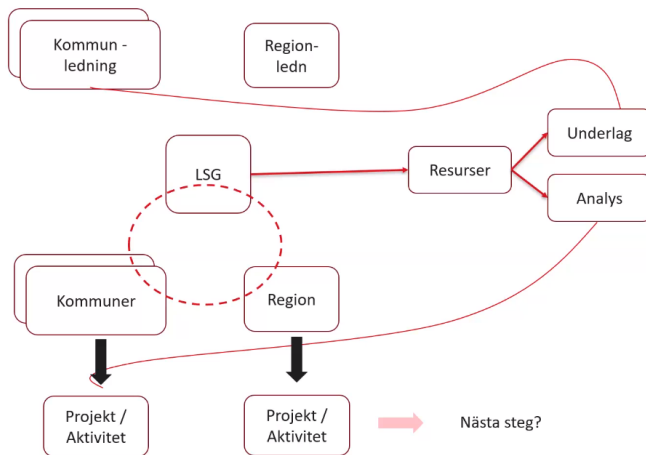 Kommun -
ledning
Region-
ledn
Underlag
LSG
Resurser
Analys
Kommuner
Region
Projekt /
Aktivitet
Projekt /
Aktivitet
Nästa steg?